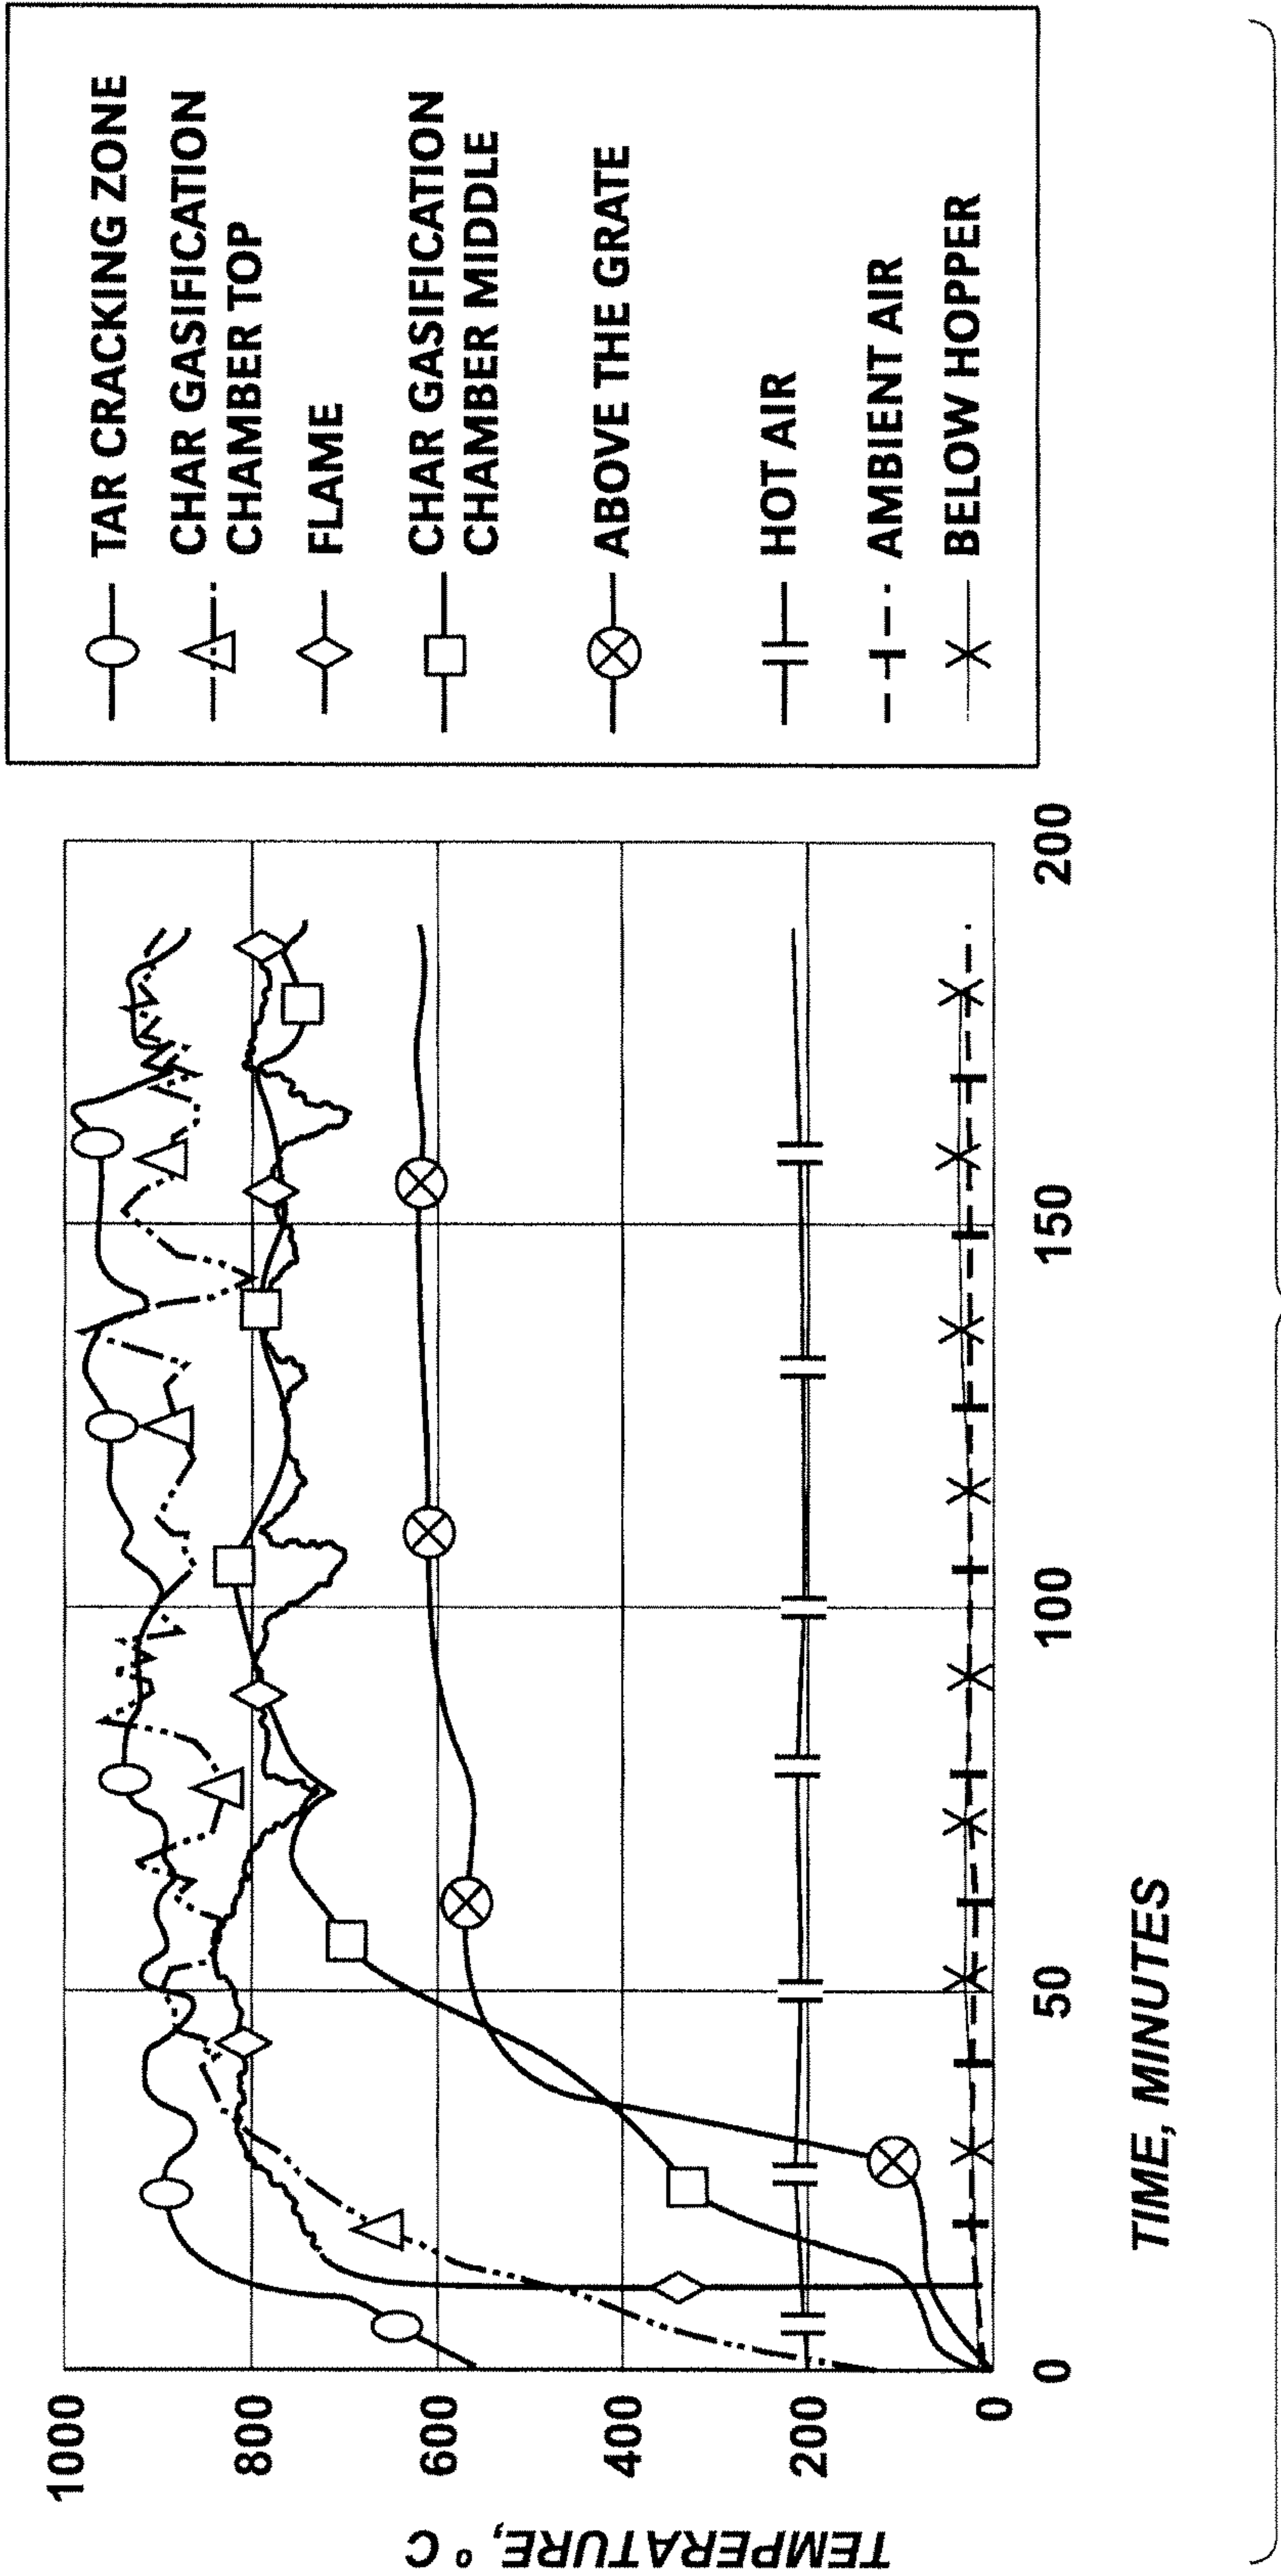 TEMPERATURE, °C
1000
800
600
400
200
0
0
50
100
150
200
TIME, MINUTES
TAR CRACKING ZONE
CHAR GASIFICATION
CHAMBER TOP
FLAME
CHAR GASIFICATION
CHAMBER MIDDLE
ABOVE THE GRATE
HOT AIR
AMBIENT AIR
BELOW HOPPER